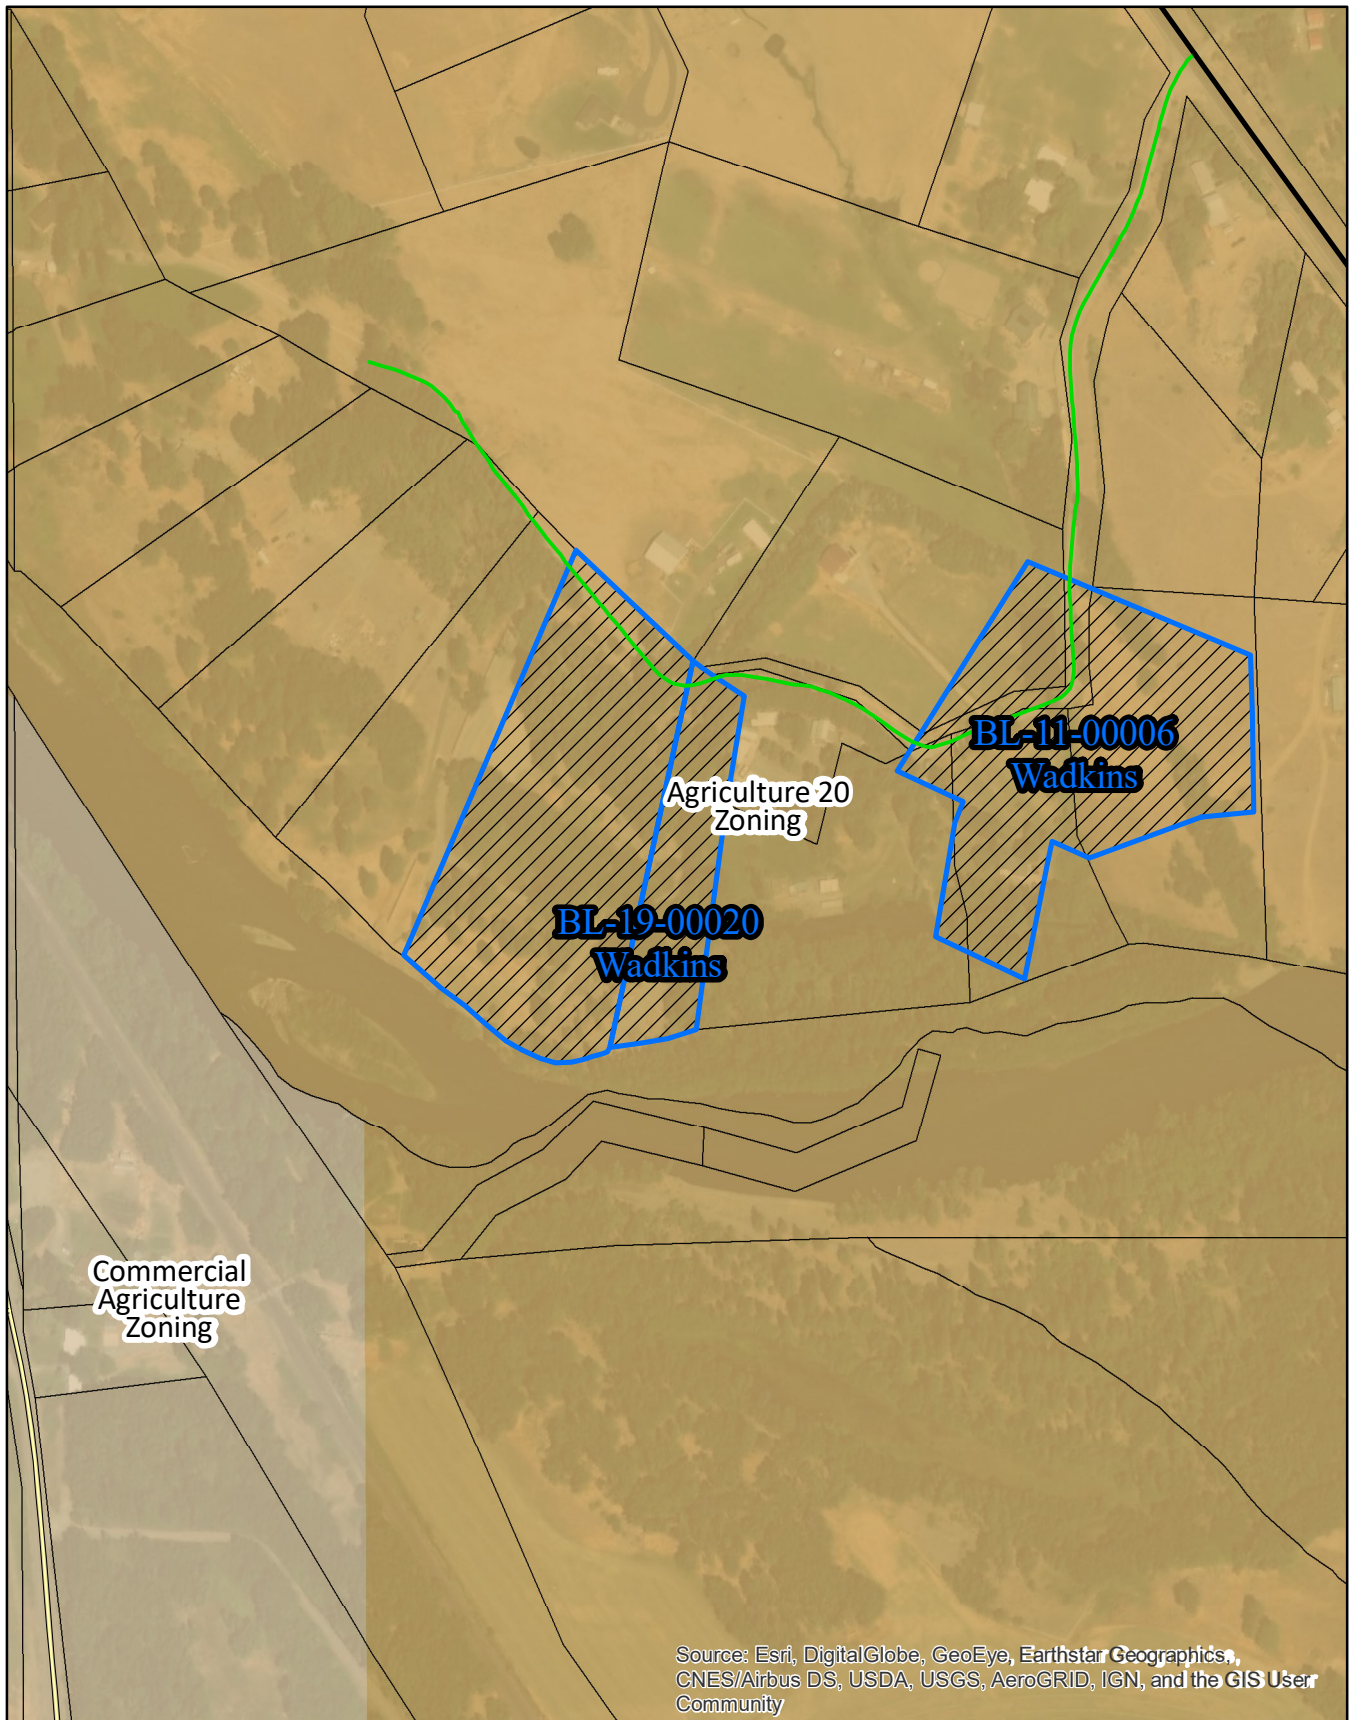 BL-11-00006
Wadkins
Agriculture 20
Zoning
BL-19-00020
Wadkins
Commercial
Agriculture
Zoning
Source: Esri, DigitalGlobe, GeoEye, Earthstar Geographics,
CNES/Airbus DS, USDA, USGS, AeroGRID, IGN, and the GIS User
Community